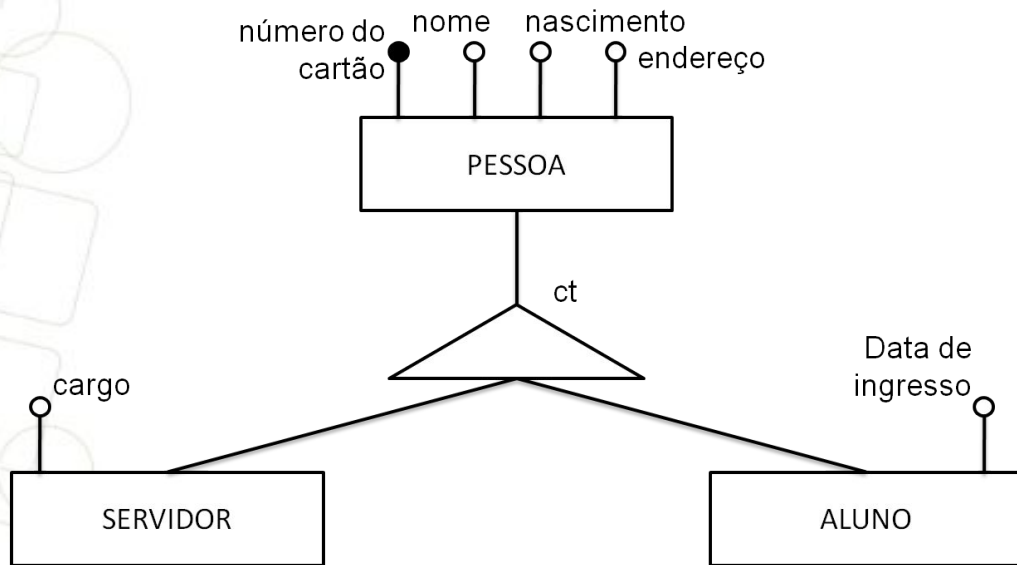 número do
cartão
nome
nascimento
endereço
PESSOA
ct
cargo
Data de
ingresso
SERVIDOR
ALUNO